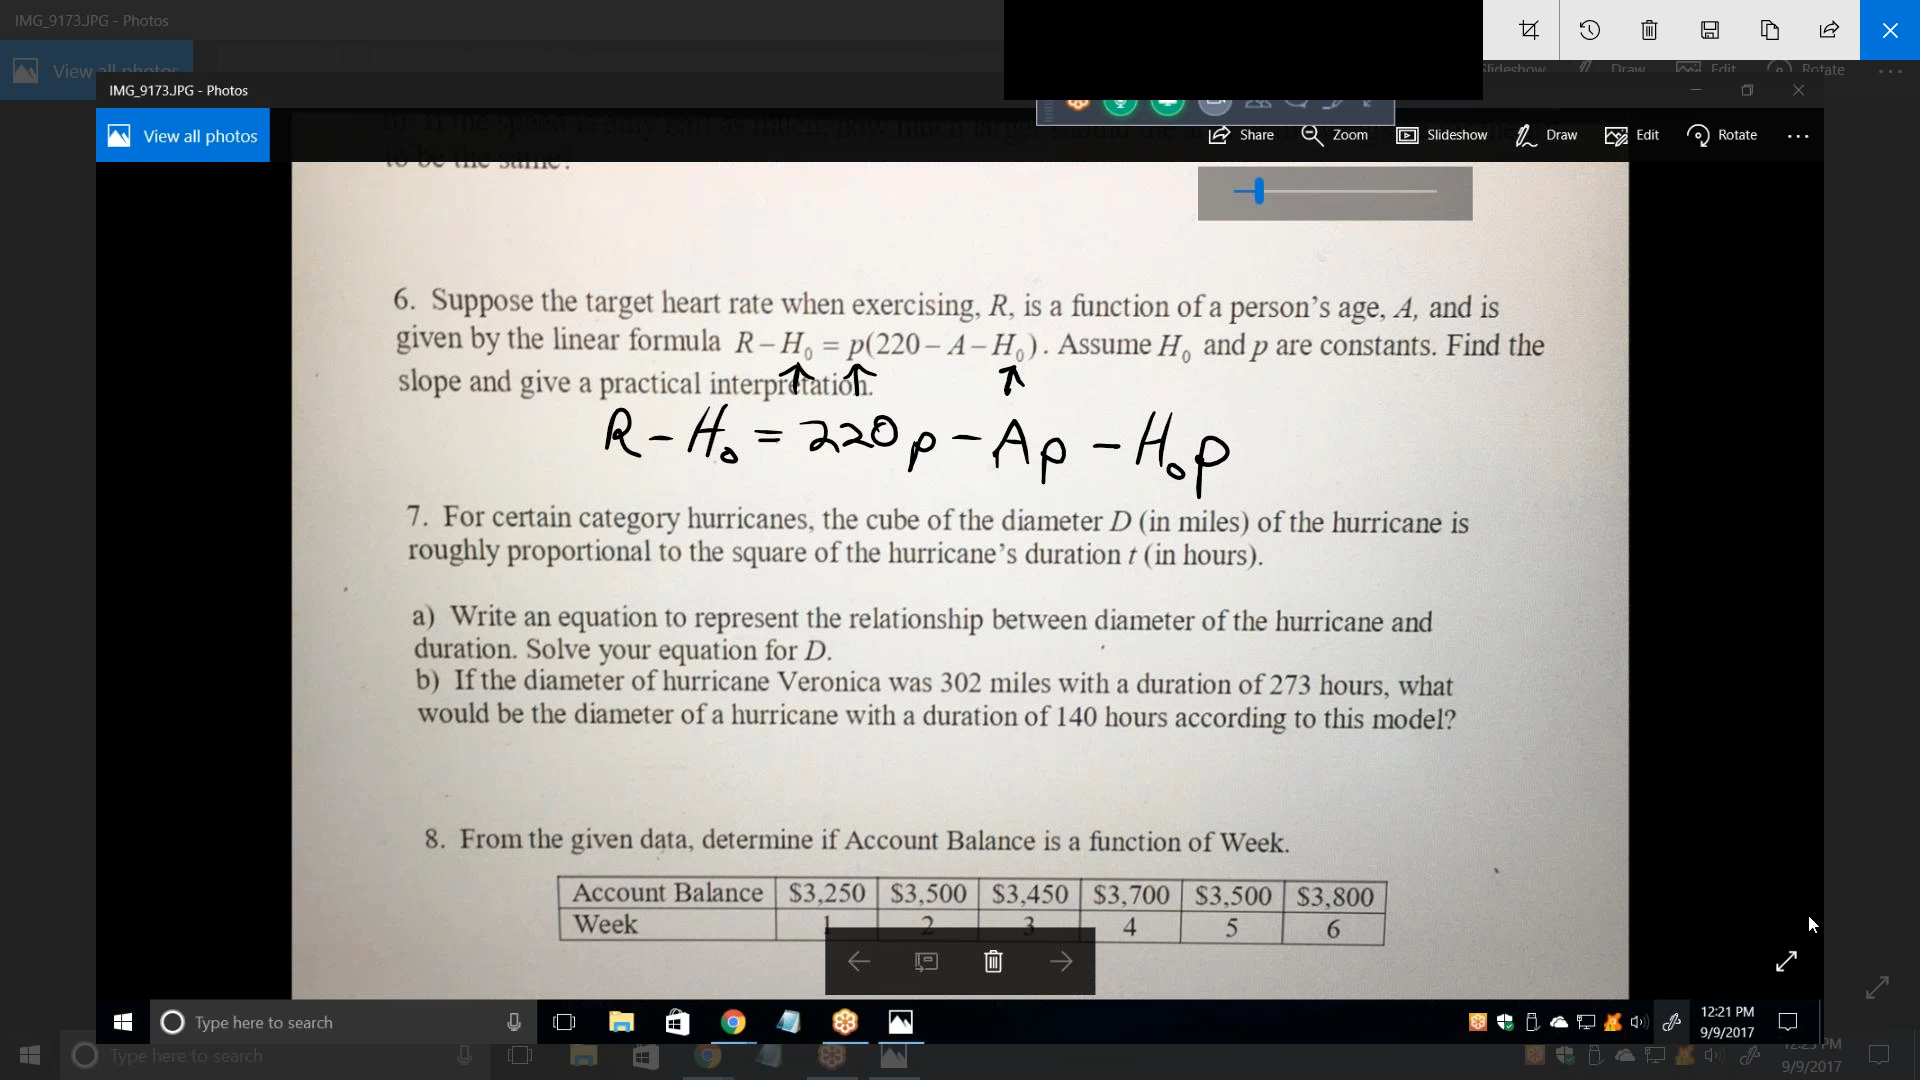 IMG_9173.JPG - Photos
View all photos
Slideshow Draw Edit Rotate
IMG_9173.JPG - Photos
View all photos
Share Zoom Slideshow Draw Edit Rotate
to be the same?
6. Suppose the target heart rate when exercising, R, is a function of a person's age, A, and is
given by the linear formula R – H₀ = p(220 – A – H₀). Assume H₀ and p are constants. Find the
slope and give a practical interpretation.
R – H₀ = 220p – Ap – H₀p
7. For certain category hurricanes, the cube of the diameter D (in miles) of the hurricane is
roughly proportional to the square of the hurricane's duration t (in hours).
a) Write an equation to represent the relationship between diameter of the hurricane and
duration. Solve your equation for D.
b) If the diameter of hurricane Veronica was 302 miles with a duration of 273 hours, what
would be the diameter of a hurricane with a duration of 140 hours according to this model?
8. From the given data, determine if Account Balance is a function of Week.
Account Balance $3,250 $3,500 $3,450 $3,700 $3,500 $3,800
Week 1 2 3 4 5 6
Type here to search
12:21 PM
9/9/2017
Type here to search
PM
9/9/2017